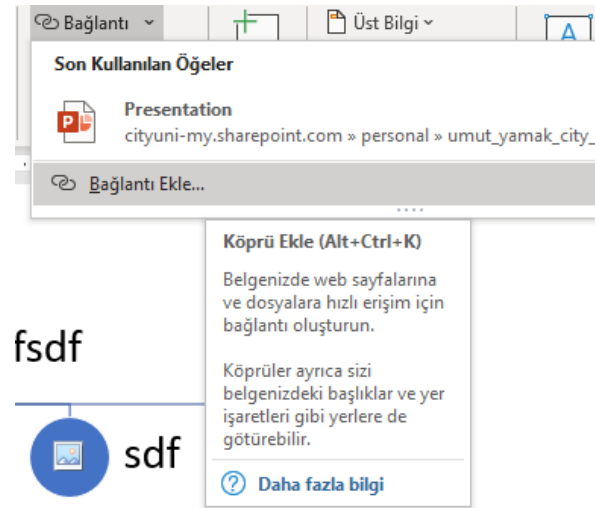 Bağlantı
Üst Bilgi
A
Son Kullanılan Öğeler
P
Presentation
cityuni-my.sharepoint.com » personal » umut_yamak_city_
Bağlantı Ekle...
Köprü Ekle (Alt+Ctrl+K)
Belgenizde web sayfalarına
ve dosyalara hızlı erişim için
bağlantı oluşturun.
Köprüler ayrıca sizi
belgenizdeki başlıklar ve yer
işaretleri gibi yerlere de
götürebilir.
? Daha fazla bilgi
fsdf
sdf